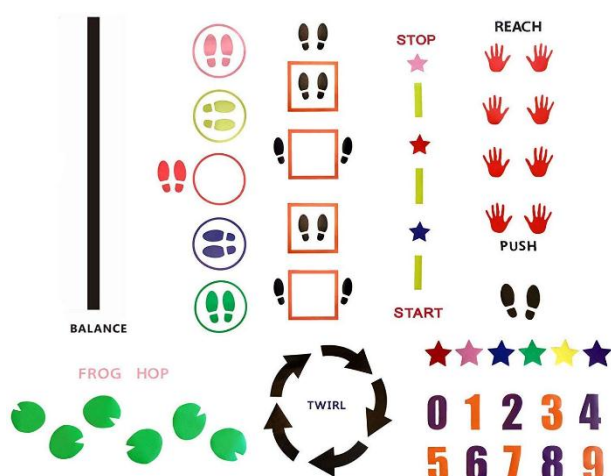 STOP
REACH
PUSH
START
BALANCE
FROG HOP
TWIRL
0 1 2 3 4
5 6 7 8 9